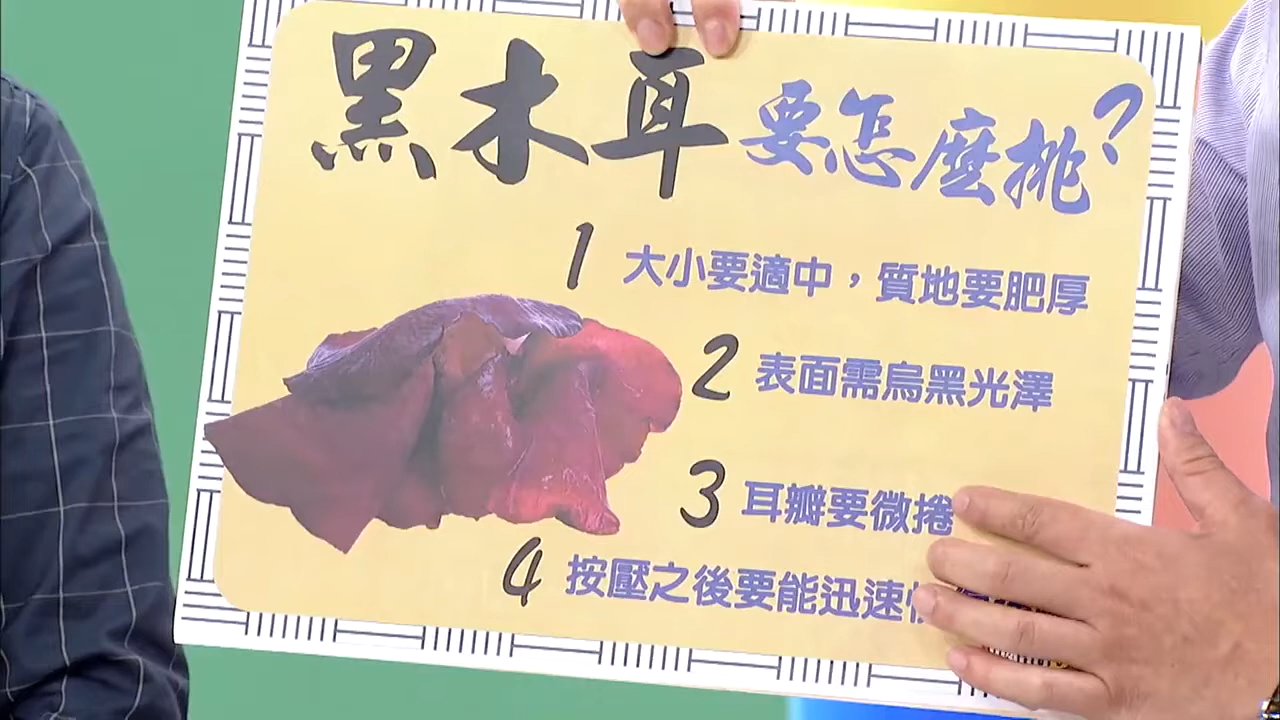 黑木耳要怎麼挑?
1 大小要適中，質地要肥厚
2 表面需烏黑光澤
3 耳瓣要微捲
4 按壓之後要能迅速